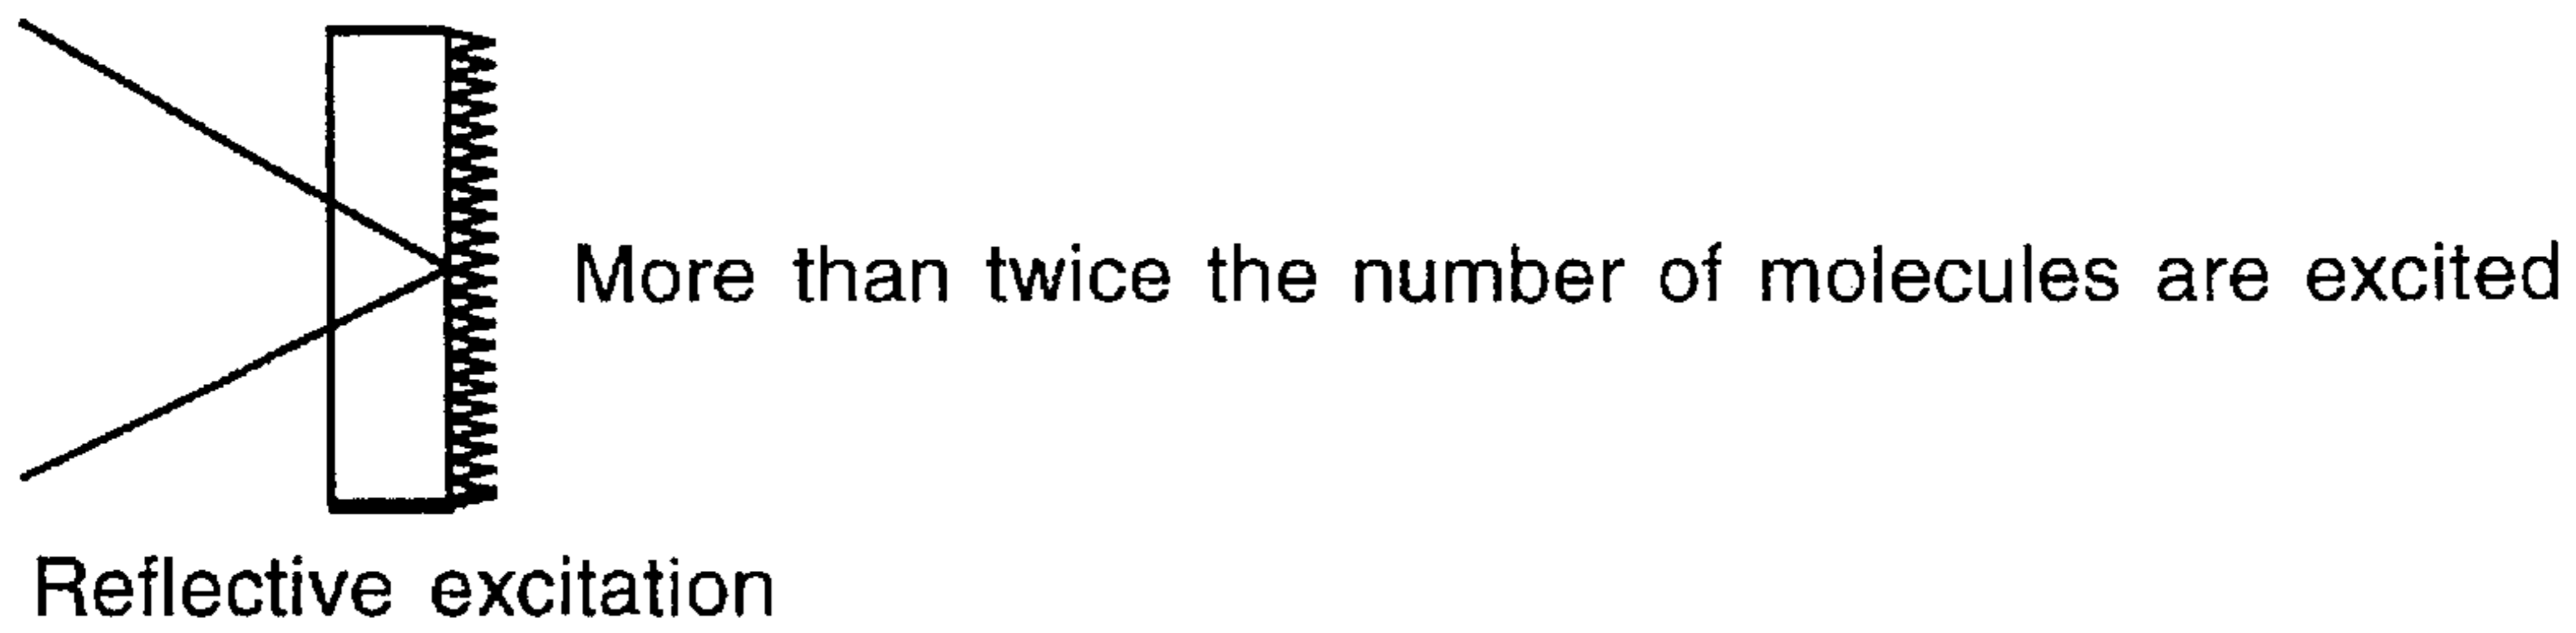 More than twice the number of molecules are excited
Reflective excitation